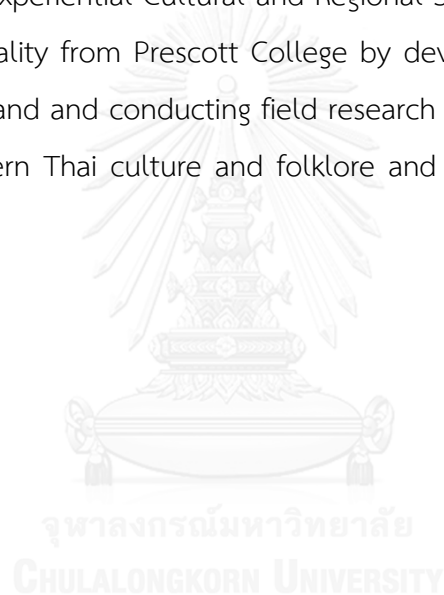 Experiential Cultural and Regional S
ality from Prescott College by dev
and and conducting field research
ern Thai culture and folklore and
จุฬาลงกรณ์มหาวิทยาลัย
CHULALONGKORN UNIVERSITY